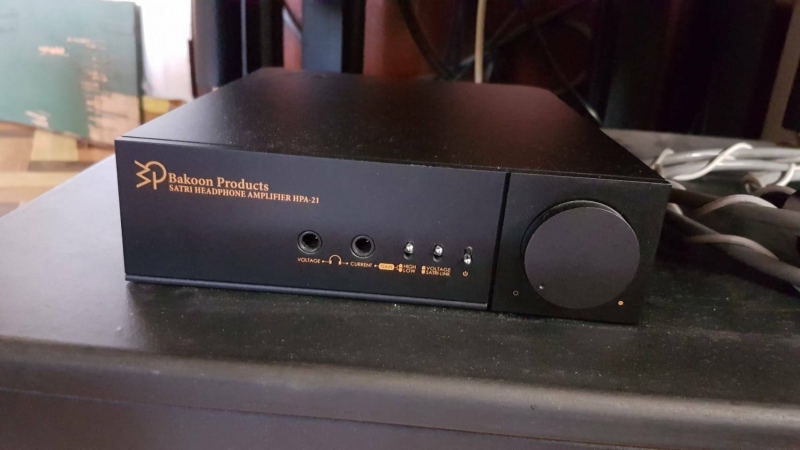 Bakoon Products
SATRI HEADPHONE AMPLIFIER HPA-21
VOLTAGE
CURRENT
HIGH
LOW
VOLTAGE
SATRI-LINK